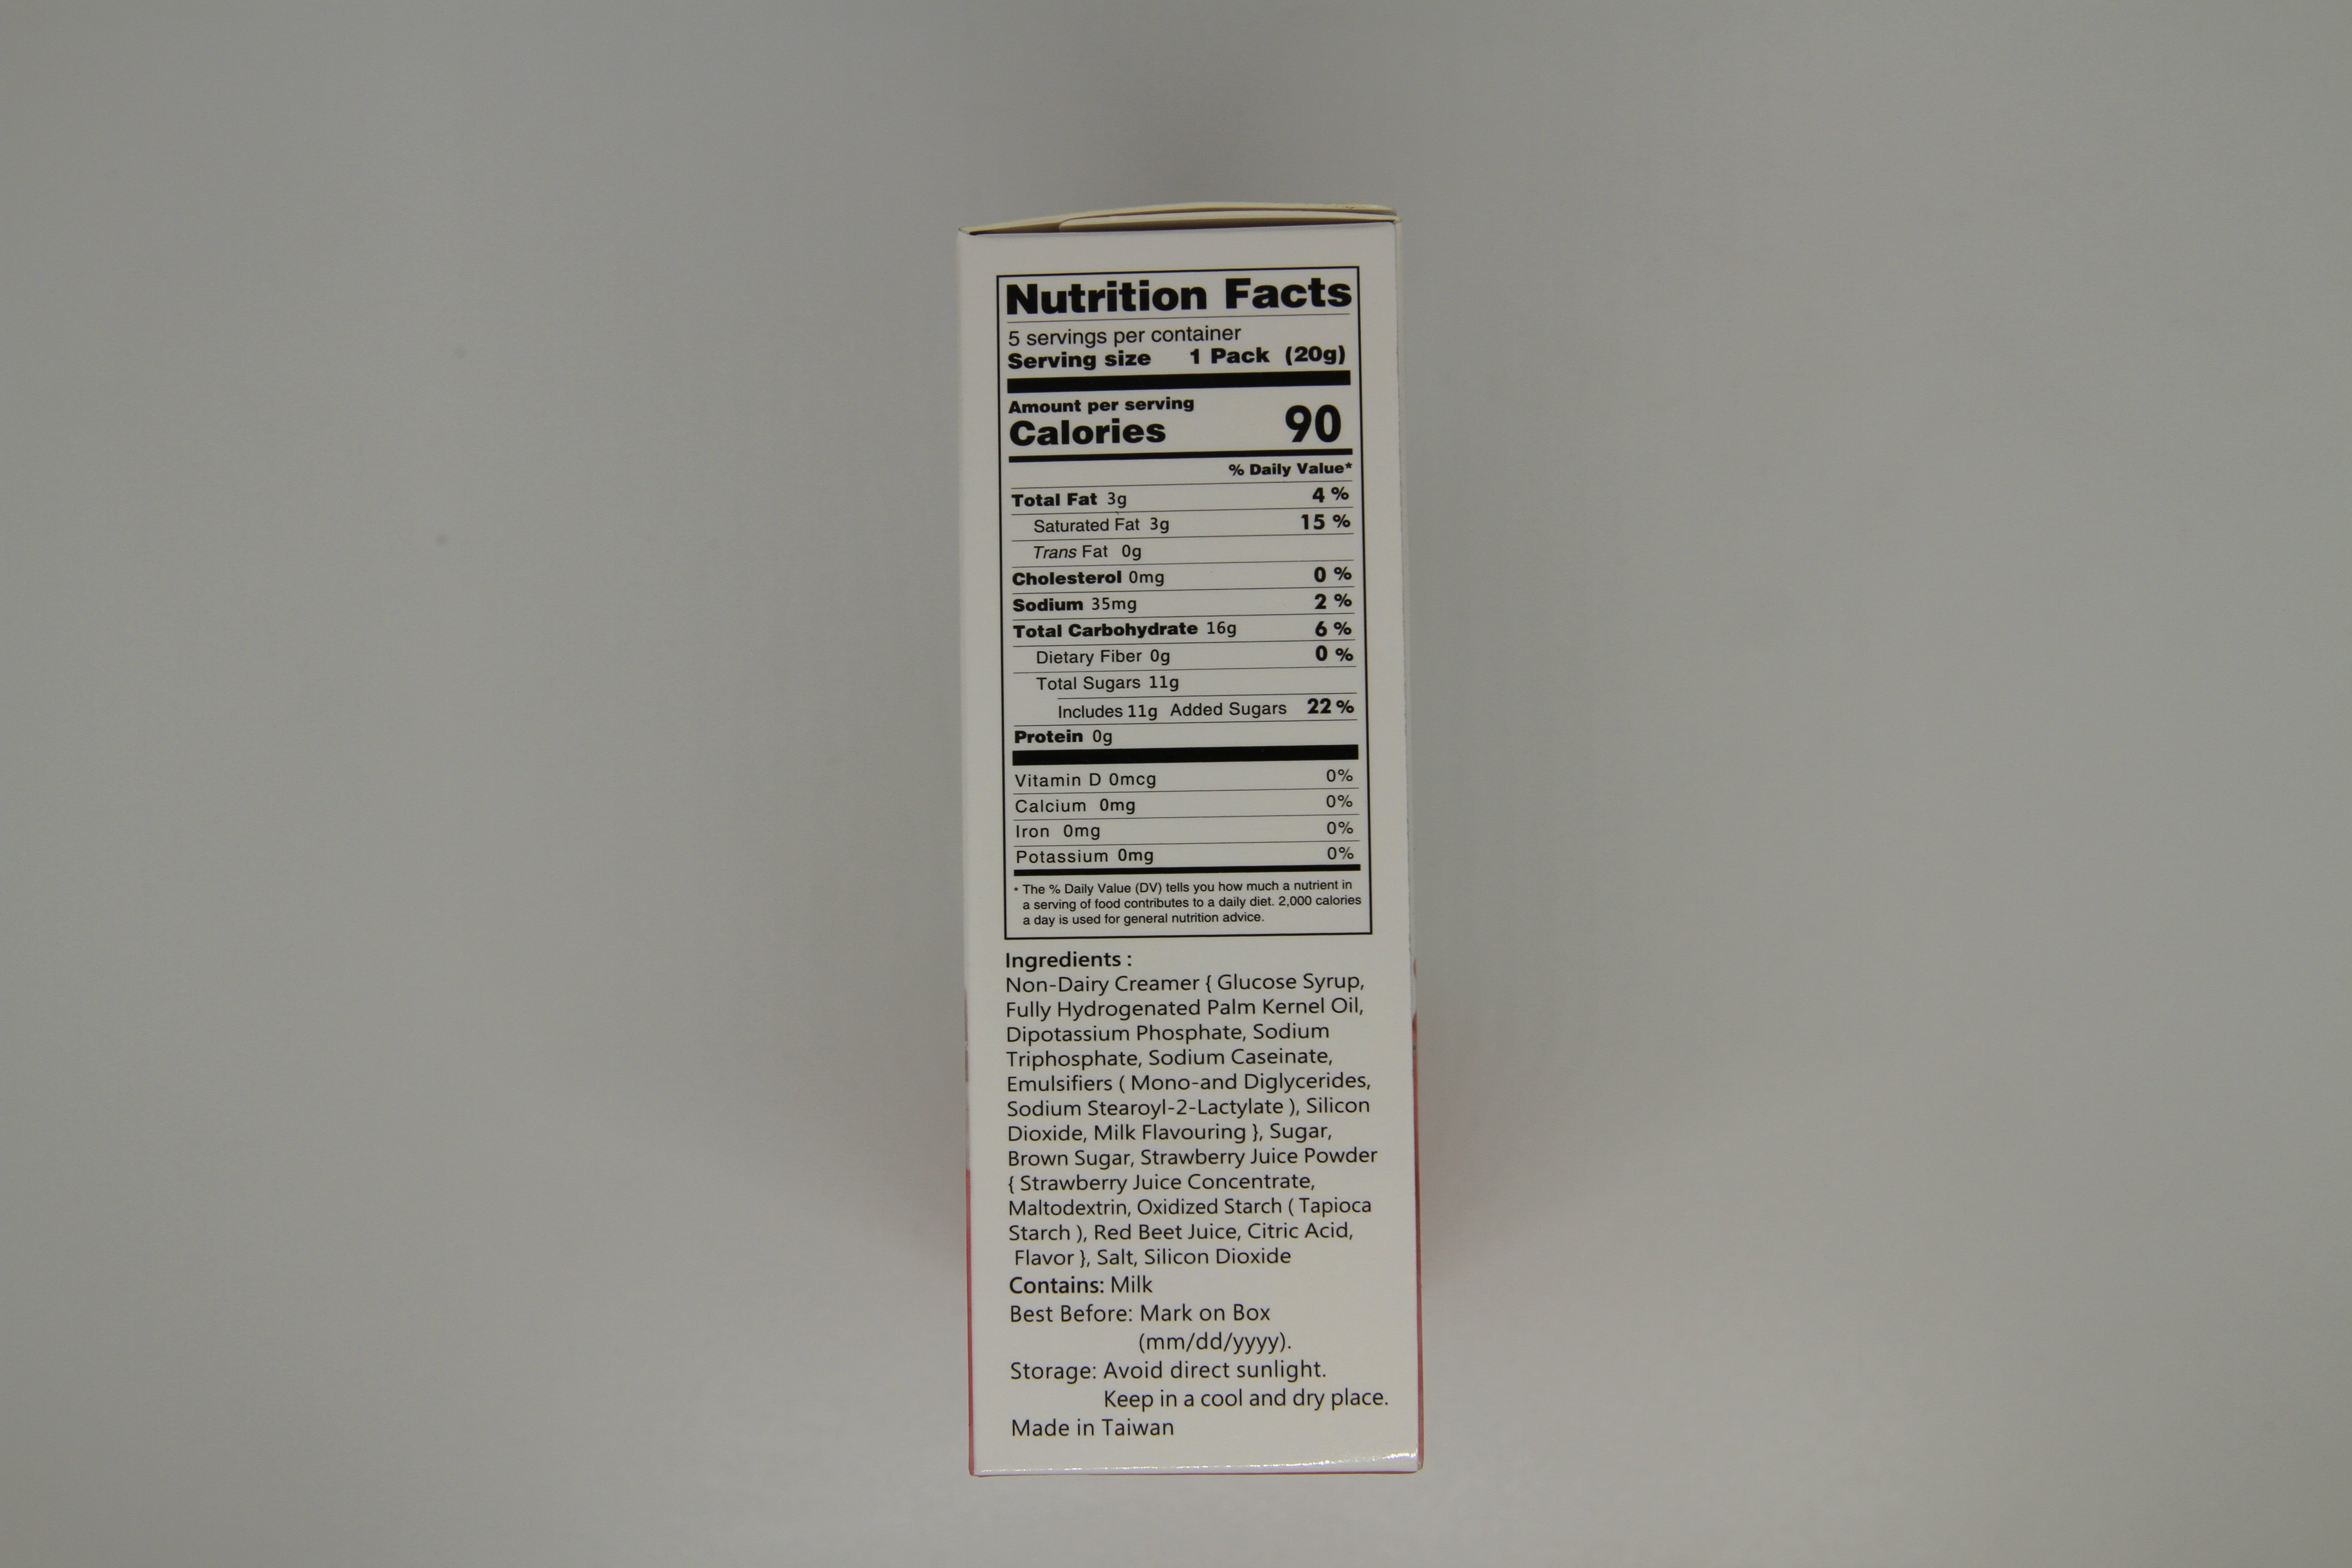 Nutrition Facts
5 servings per container
Serving size 1 Pack (20g)
Amount per serving
Calories 90
% Daily Value*
Total Fat 3g 4 %
Saturated Fat 3g 15 %
Trans Fat 0g
Cholesterol 0mg 0 %
Sodium 35mg 2 %
Total Carbohydrate 16g 6 %
Dietary Fiber 0g 0 %
Total Sugars 11g
Includes 11g Added Sugars 22 %
Protein 0g
Vitamin D 0mcg 0%
Calcium 0mg 0%
Iron 0mg 0%
Potassium 0mg 0%
* The % Daily Value (DV) tells you how much a nutrient in
a serving of food contributes to a daily diet. 2,000 calories
a day is used for general nutrition advice.
Ingredients :
Non-Dairy Creamer { Glucose Syrup,
Fully Hydrogenated Palm Kernel Oil,
Dipotassium Phosphate, Sodium
Triphosphate, Sodium Caseinate,
Emulsifiers ( Mono-and Diglycerides,
Sodium Stearoyl-2-Lactylate ), Silicon
Dioxide, Milk Flavouring }, Sugar,
Brown Sugar, Strawberry Juice Powder
{ Strawberry Juice Concentrate,
Maltodextrin, Oxidized Starch ( Tapioca
Starch ), Red Beet Juice, Citric Acid,
Flavor }, Salt, Silicon Dioxide
Contains: Milk
Best Before: Mark on Box
(mm/dd/yyyy).
Storage: Avoid direct sunlight.
Keep in a cool and dry place.
Made in Taiwan